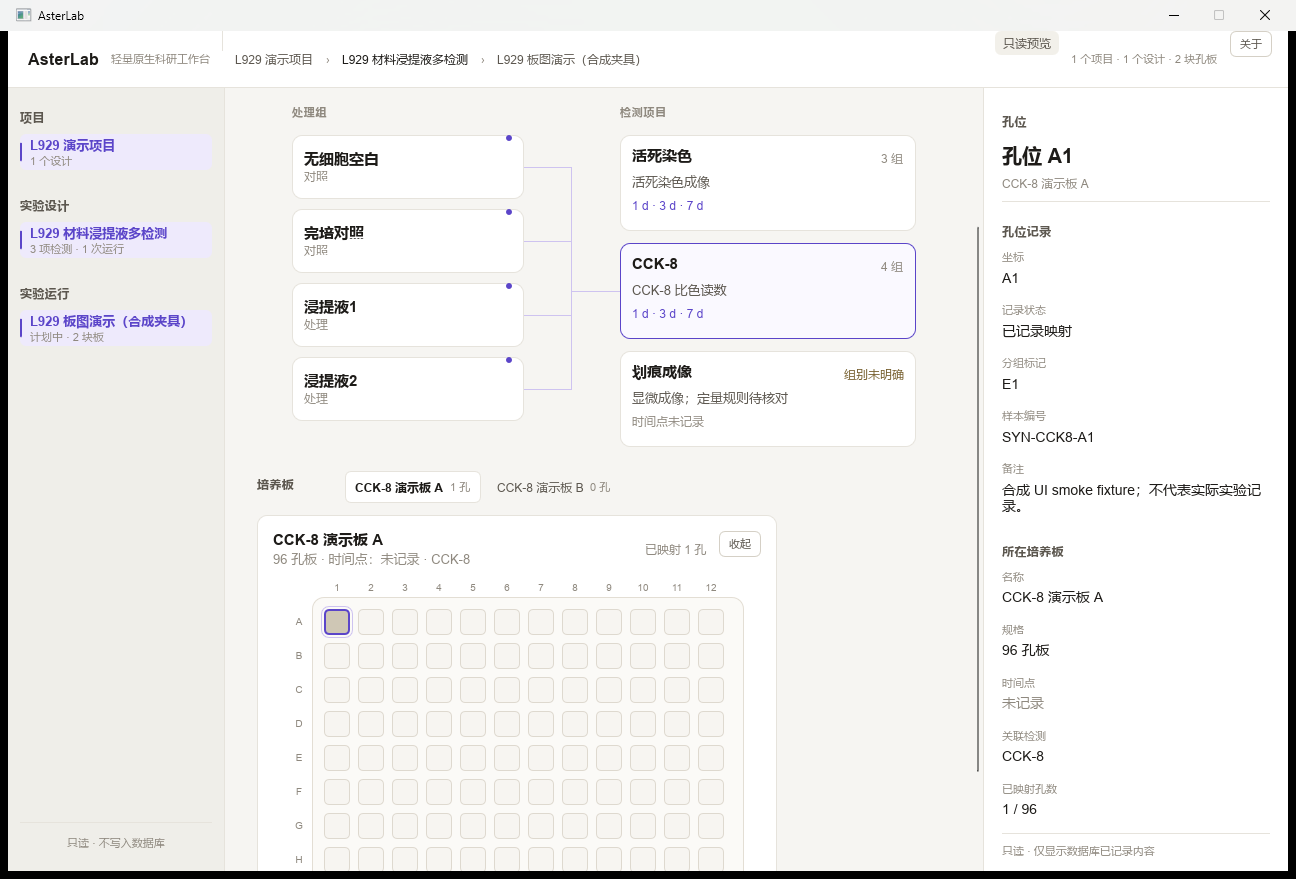 AsterLab
AsterLab 轻量原生科研工作台
L929 演示项目 › L929 材料浸提液多检测 › L929 板图演示（合成夹具）
只读预览
1 个项目 · 1 个设计 · 2 块孔板
关于
项目
L929 演示项目
1 个设计
实验设计
L929 材料浸提液多检测
3 项检测 · 1 次运行
实验运行
L929 板图演示（合成夹具）
计划中 · 2 块板
只读 · 不写入数据库
处理组
无细胞空白
对照
完培对照
对照
浸提液1
处理
浸提液2
处理
检测项目
活死染色
3 组
活死染色成像
1 d · 3 d · 7 d
CCK-8
4 组
CCK-8 比色读数
1 d · 3 d · 7 d
划痕成像
组别未明确
显微成像；定量规则待核对
时间点未记录
培养板
CCK-8 演示板 A 1 孔
CCK-8 演示板 B 0 孔
CCK-8 演示板 A
96 孔板 · 时间点：未记录 · CCK-8
已映射 1 孔
收起
1 2 3 4 5 6 7 8 9 10 11 12
A
B
C
D
E
F
G
H
孔位
孔位 A1
CCK-8 演示板 A
孔位记录
坐标
A1
记录状态
已记录映射
分组标记
E1
样本编号
SYN-CCK8-A1
备注
合成 UI smoke fixture；不代表实际实验记
录。
所在培养板
名称
CCK-8 演示板 A
规格
96 孔板
时间点
未记录
关联检测
CCK-8
已映射孔数
1 / 96
只读 · 仅显示数据库已记录内容